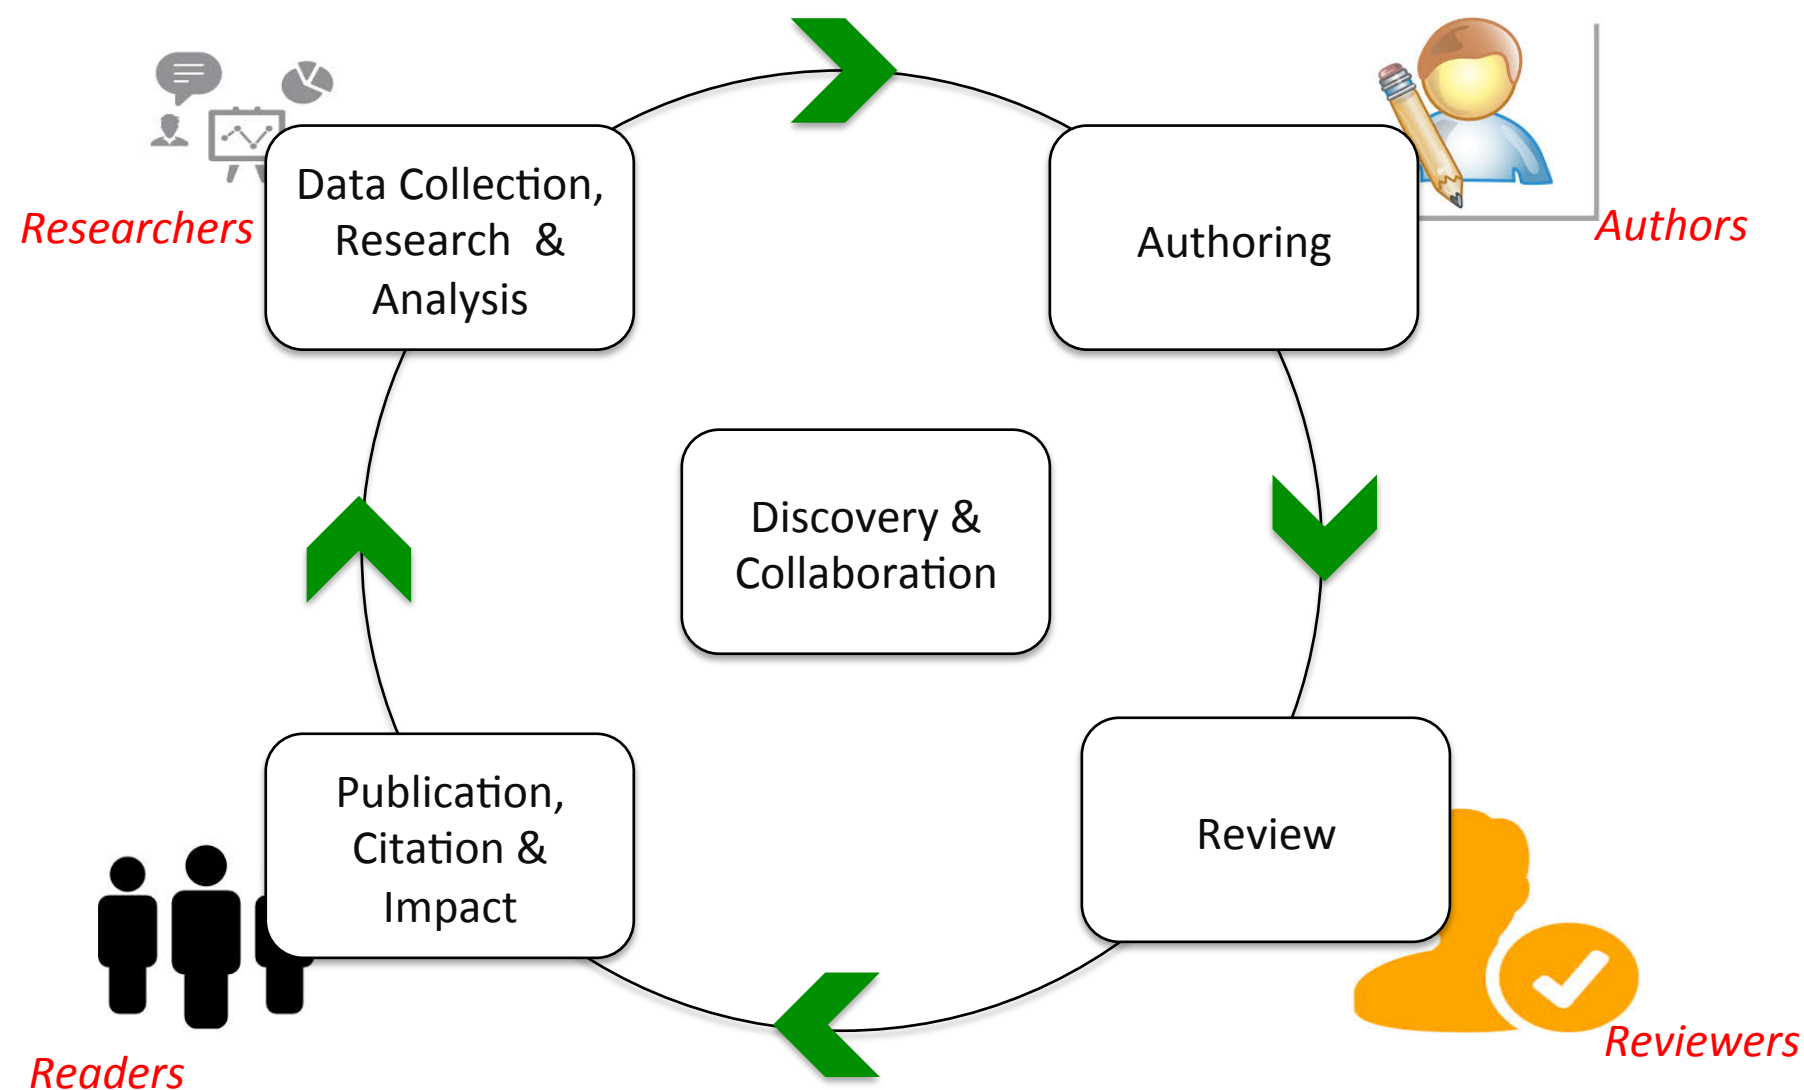 Researchers
Data Collection,
Research &
Analysis
Authoring
Authors
Discovery &
Collaboration
Publication,
Citation &
Impact
Readers
Review
Reviewers